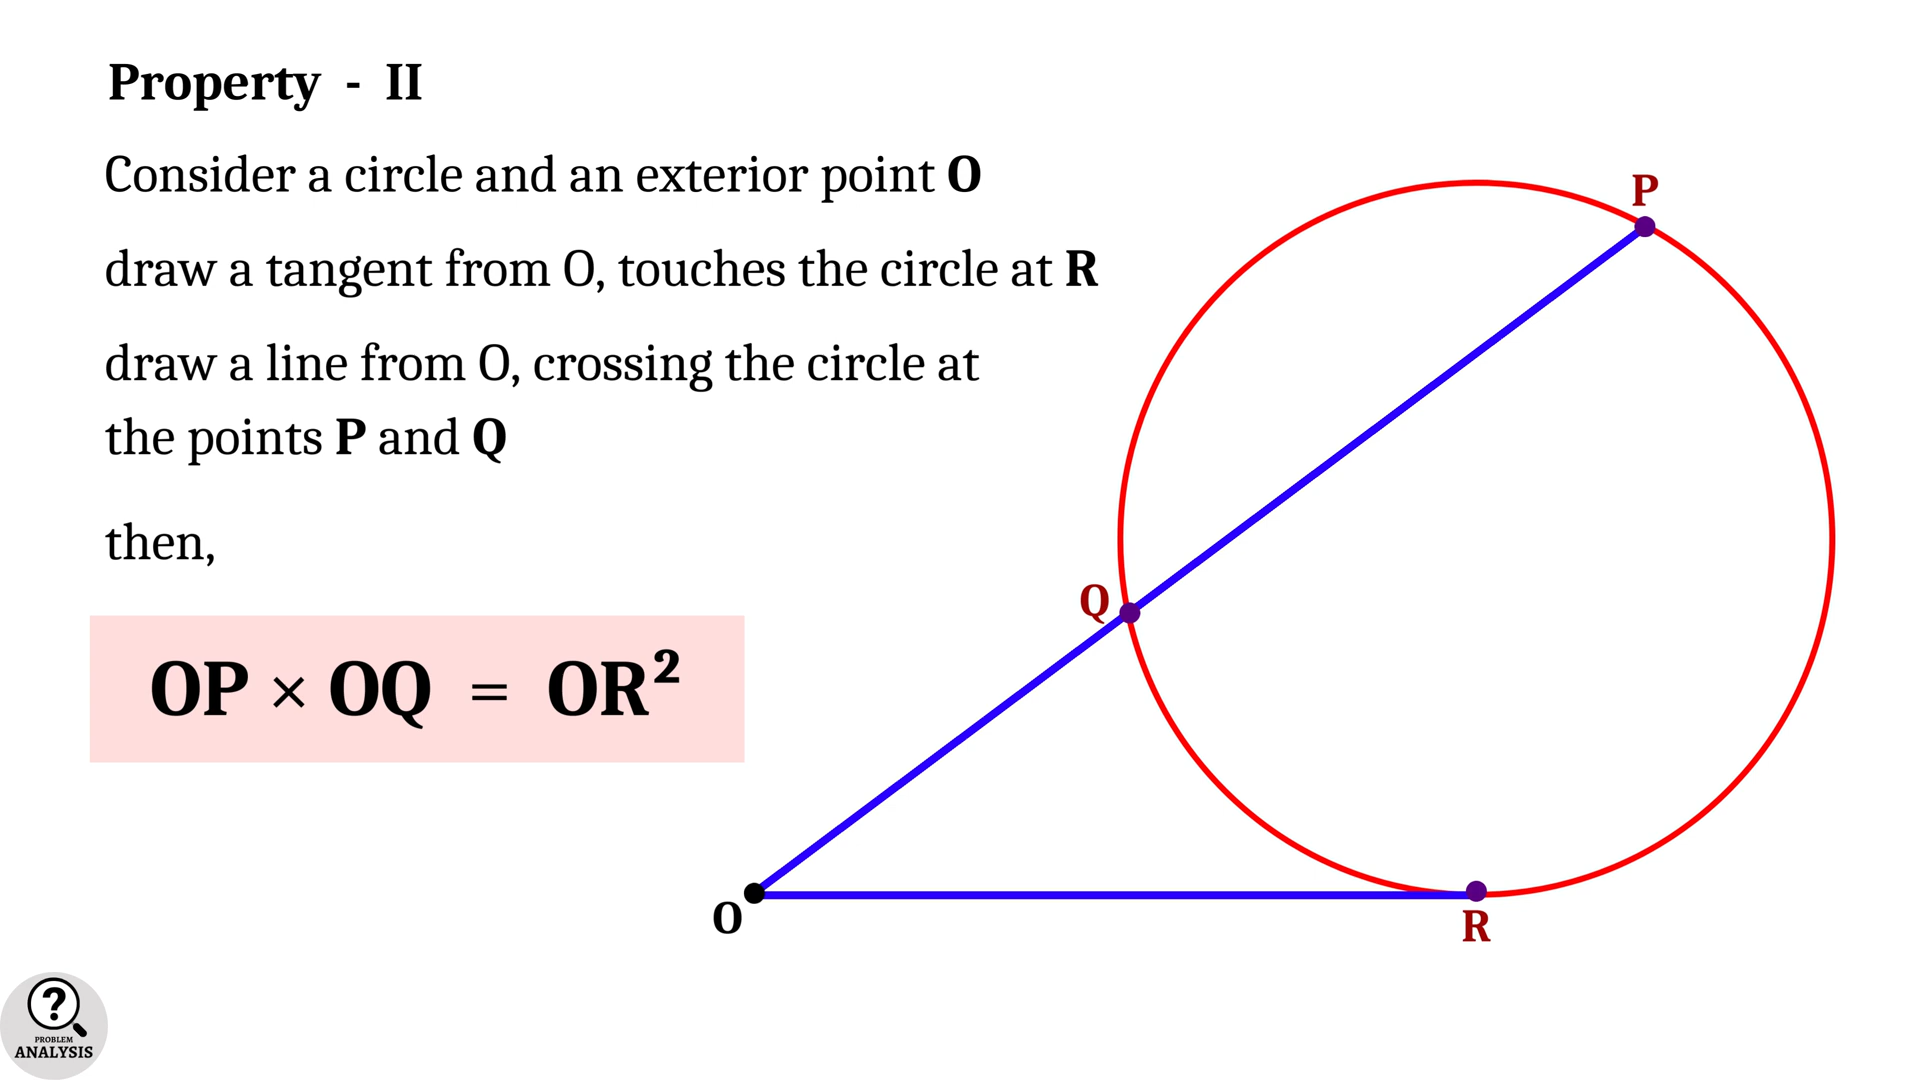 Property - II
Consider a circle and an exterior point O
draw a tangent from O, touches the circle at R
draw a line from O, crossing the circle at
the points P and Q
then,
OP × OQ = OR²
P
Q
O
R
?
PROBLEM
ANALYSIS